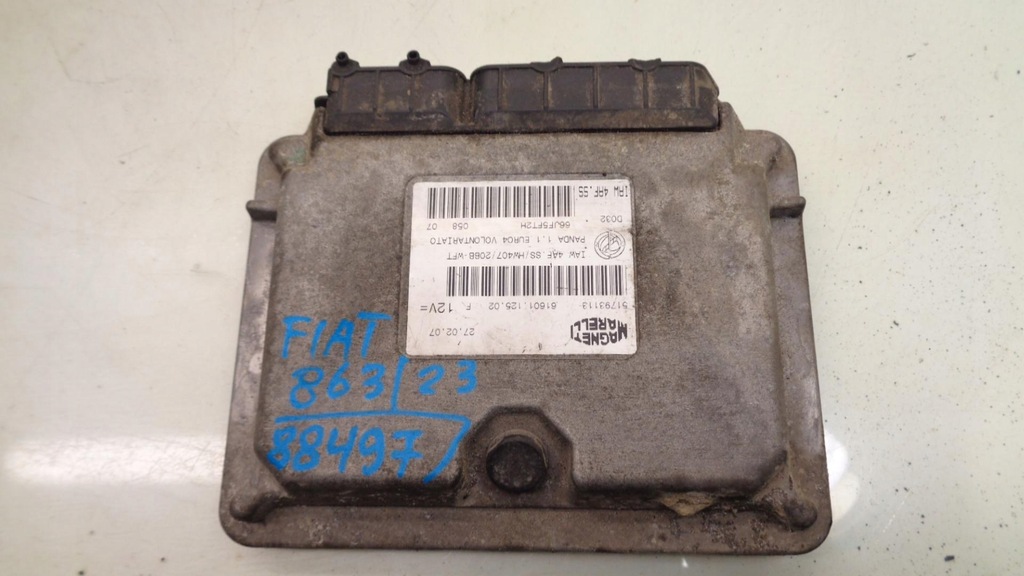 MAGNETI
MARELLI
27.02.07
51793113 61601.125.02 F. 12V=
IAW 4AF.SS/HW407/208B-WFT
PANDA 1.1 EURO4 VOLONTARIATO
D032 66JF5FT2H 058 07
IAW 4AF.SS
FIAT
863/23
88497